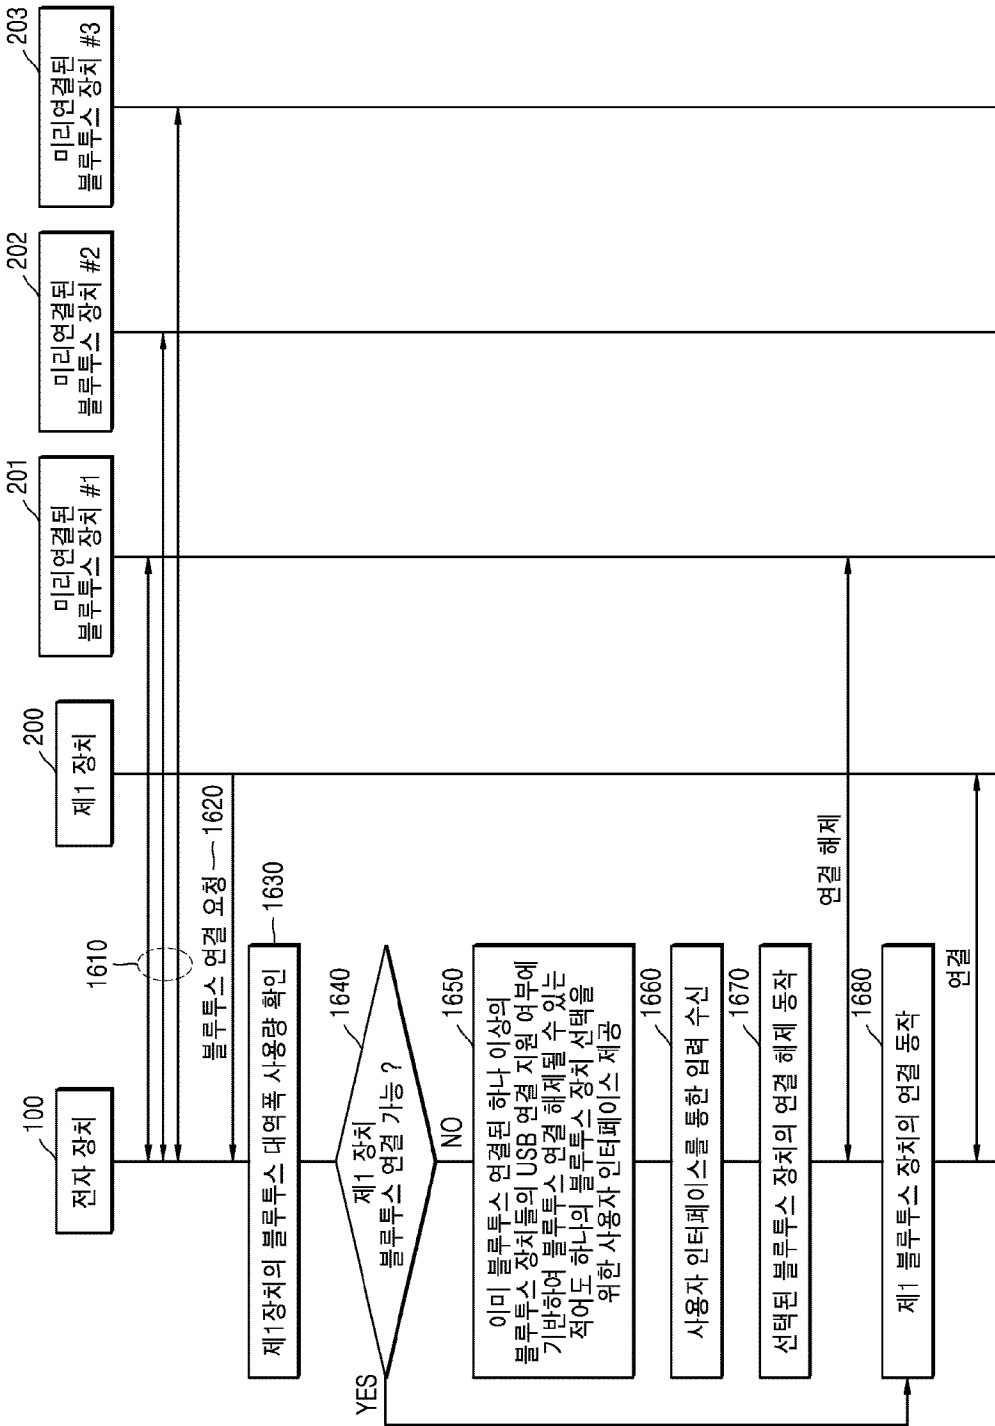 100
전자 장치
200
제1 장치
201
미리연결된
블루투스 장치 #1
202
미리연결된
블루투스 장치 #2
203
미리연결된
블루투스 장치 #3
1610
블루투스 연결 요청
1620
제1장치의 블루투스 대역폭 사용량 확인
1630
제1 장치
블루투스 연결 가능 ?
1640
YES
NO
이미 블루투스 연결된 하나 이상의
블루투스 장치들의 USB 연결 지원 여부에
기반하여 블루투스 연결 해제될 수 있는
적어도 하나의 블루투스 장치 선택을
위한 사용자 인터페이스 제공
1650
사용자 인터페이스를 통한 입력 수신
1660
선택된 블루투스 장치의 연결 해제 동작
1670
연결 해제
제1 블루투스 장치의 연결 동작
1680
연결